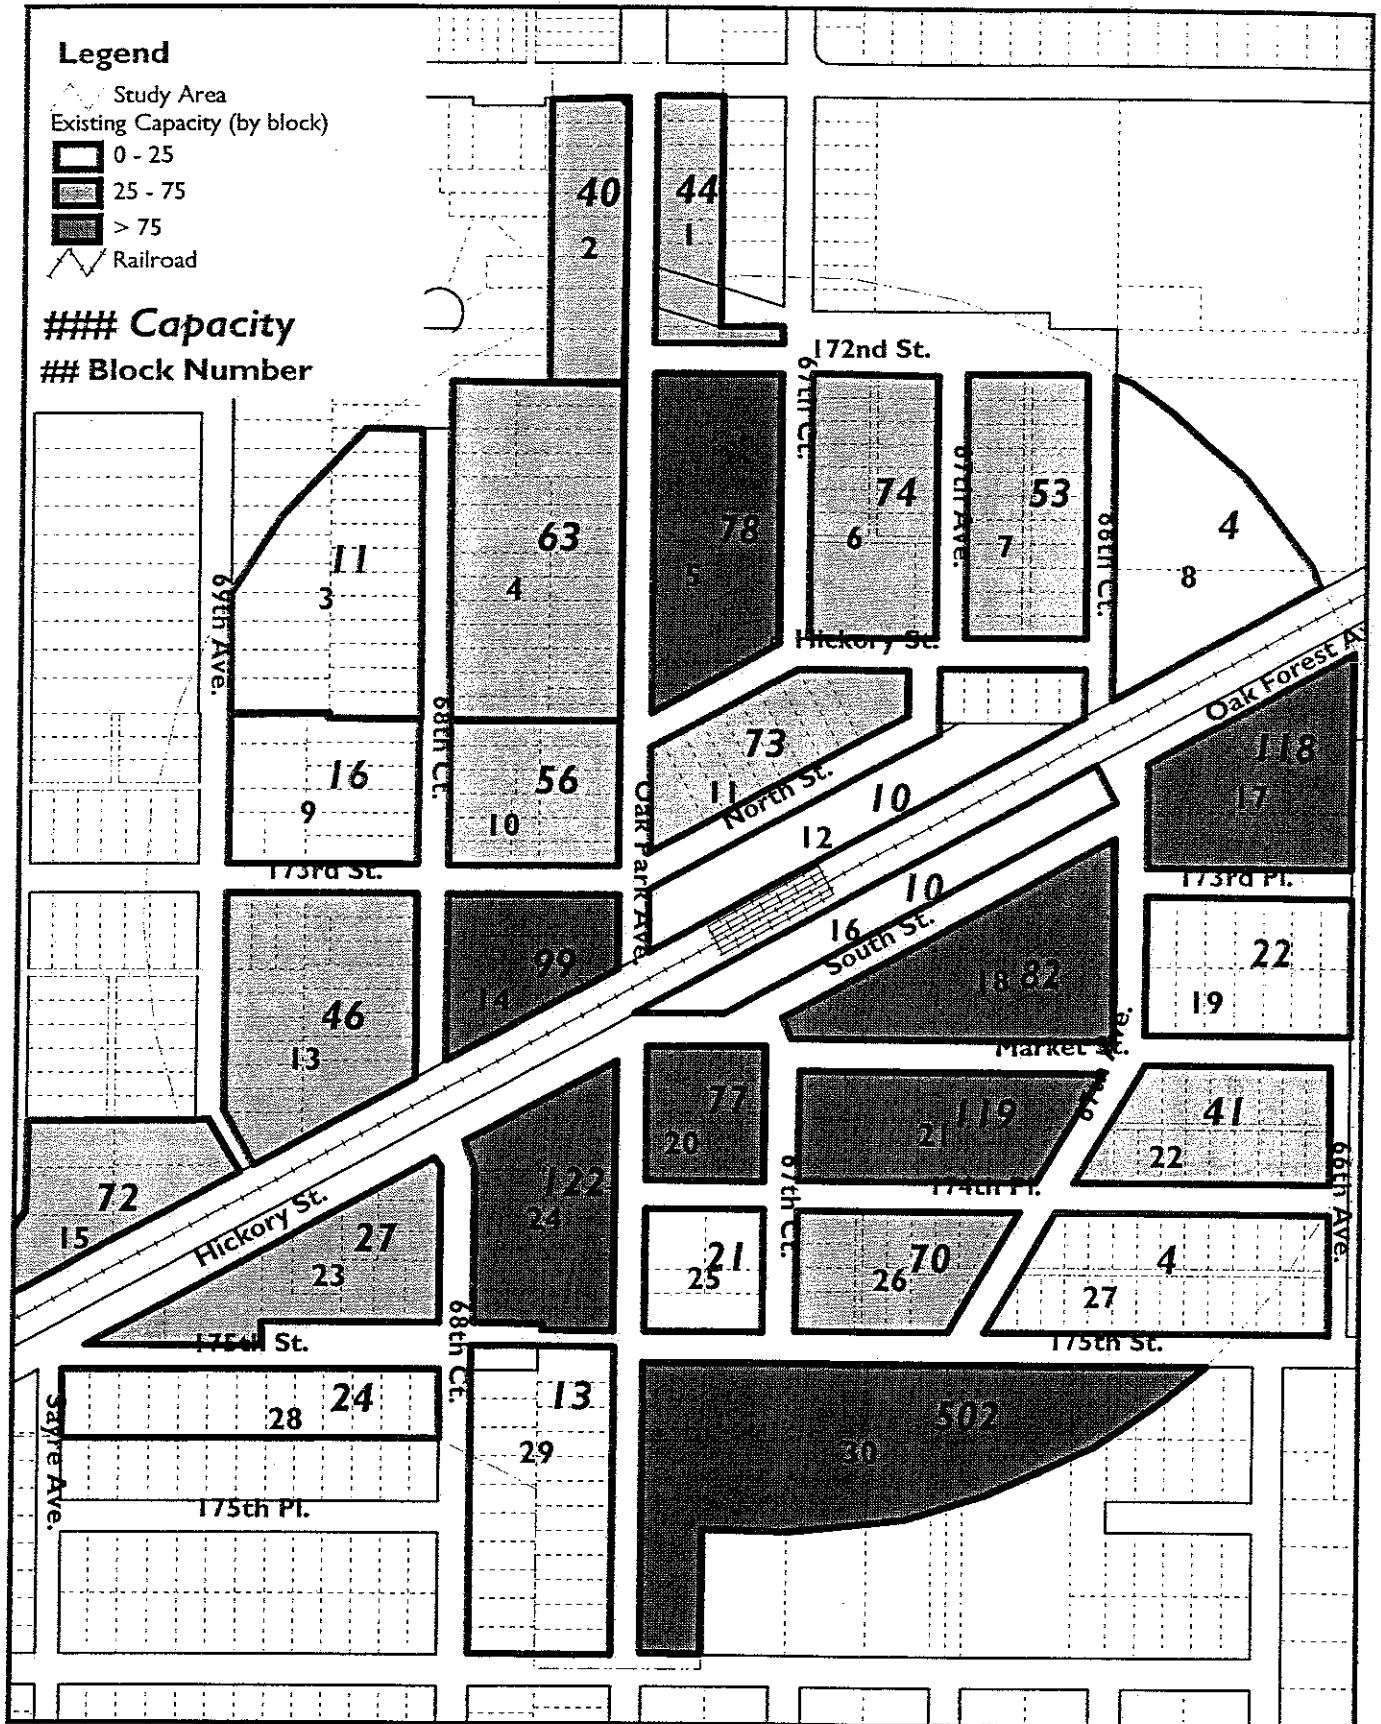 Legend
Study Area
Existing Capacity (by block)
0 - 25
25 - 75
> 75
Railroad
### Capacity
## Block Number
40
2
44
1
172nd St.
67th Ct.
11
3
63
4
78
5
74
6
67th Ave.
53
7
66th Ct.
4
8
69th Ave.
68th Ct.
Hickory St.
Oak Forest
16
9
56
10
73
11
North St.
Oak Park Ave.
10
12
118
17
173rd St.
173rd Pl.
10
16
South St.
46
13
99
14
18 82
22
19
Market St.
67th Ave.
77
20
119
21
41
22
72
15
122
24
67th Ct.
174th Pl.
66th Ave.
Hickory St.
27
23
21
25
70
26
4
27
175th St.
68th Ct.
175th St.
Sayre Ave.
24
28
13
29
502
30
175th Pl.